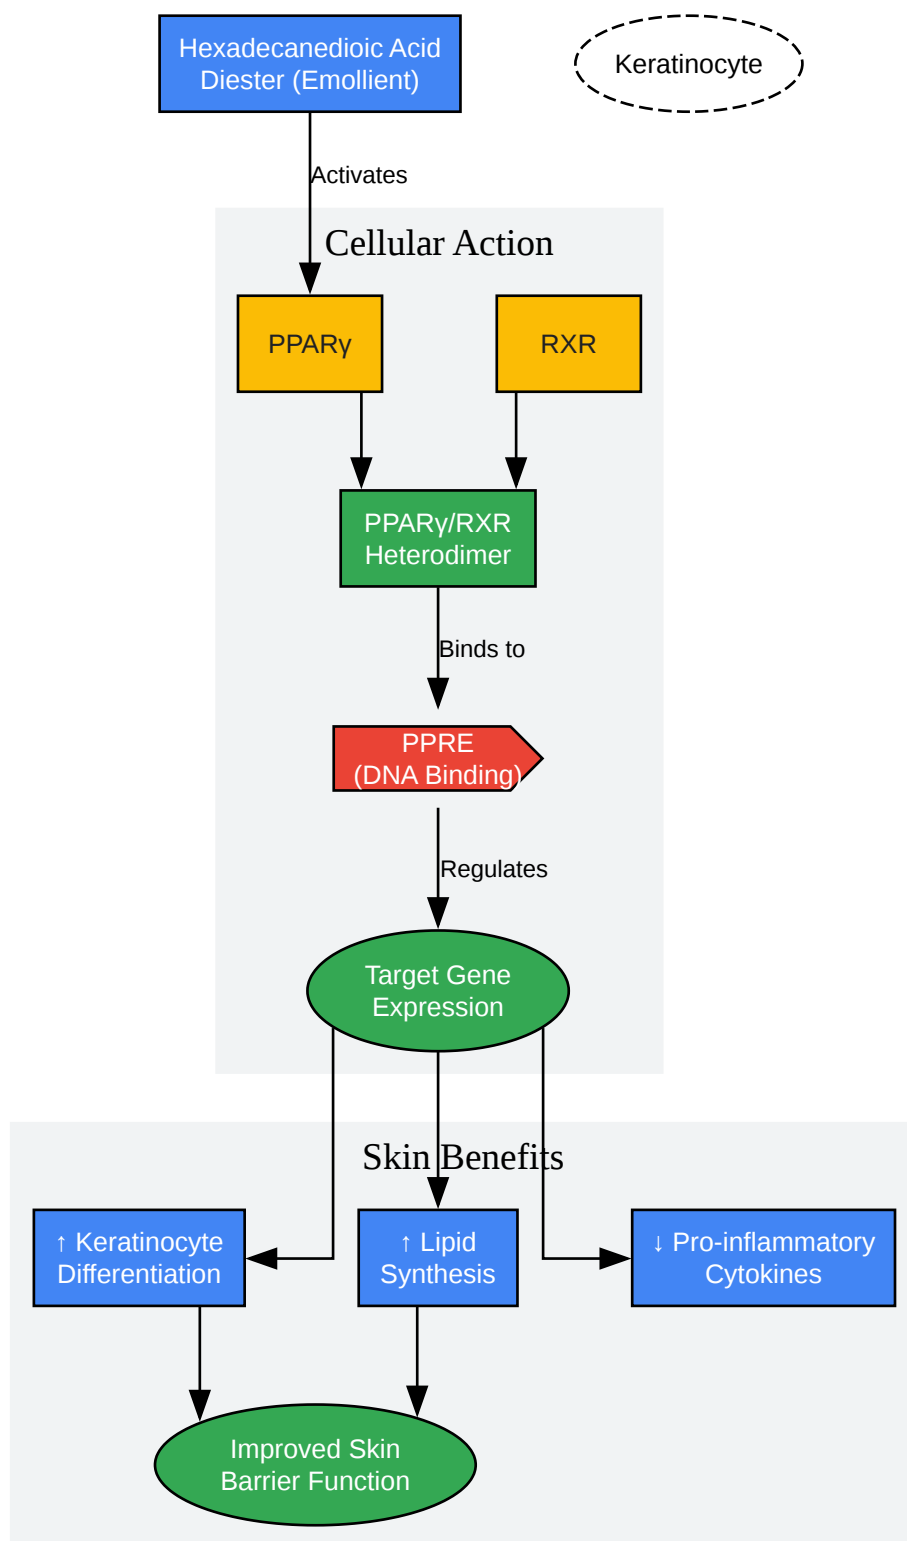 Hexadecanedioic Acid
Diester (Emollient)
Keratinocyte
Activates
Cellular Action
PPARγ
RXR
PPARγ/RXR
Heterodimer
Binds to
PPRE
(DNA Binding)
Regulates
Target Gene
Expression
Skin Benefits
↑ Keratinocyte
Differentiation
↑ Lipid
Synthesis
↓ Pro-inflammatory
Cytokines
Improved Skin
Barrier Function